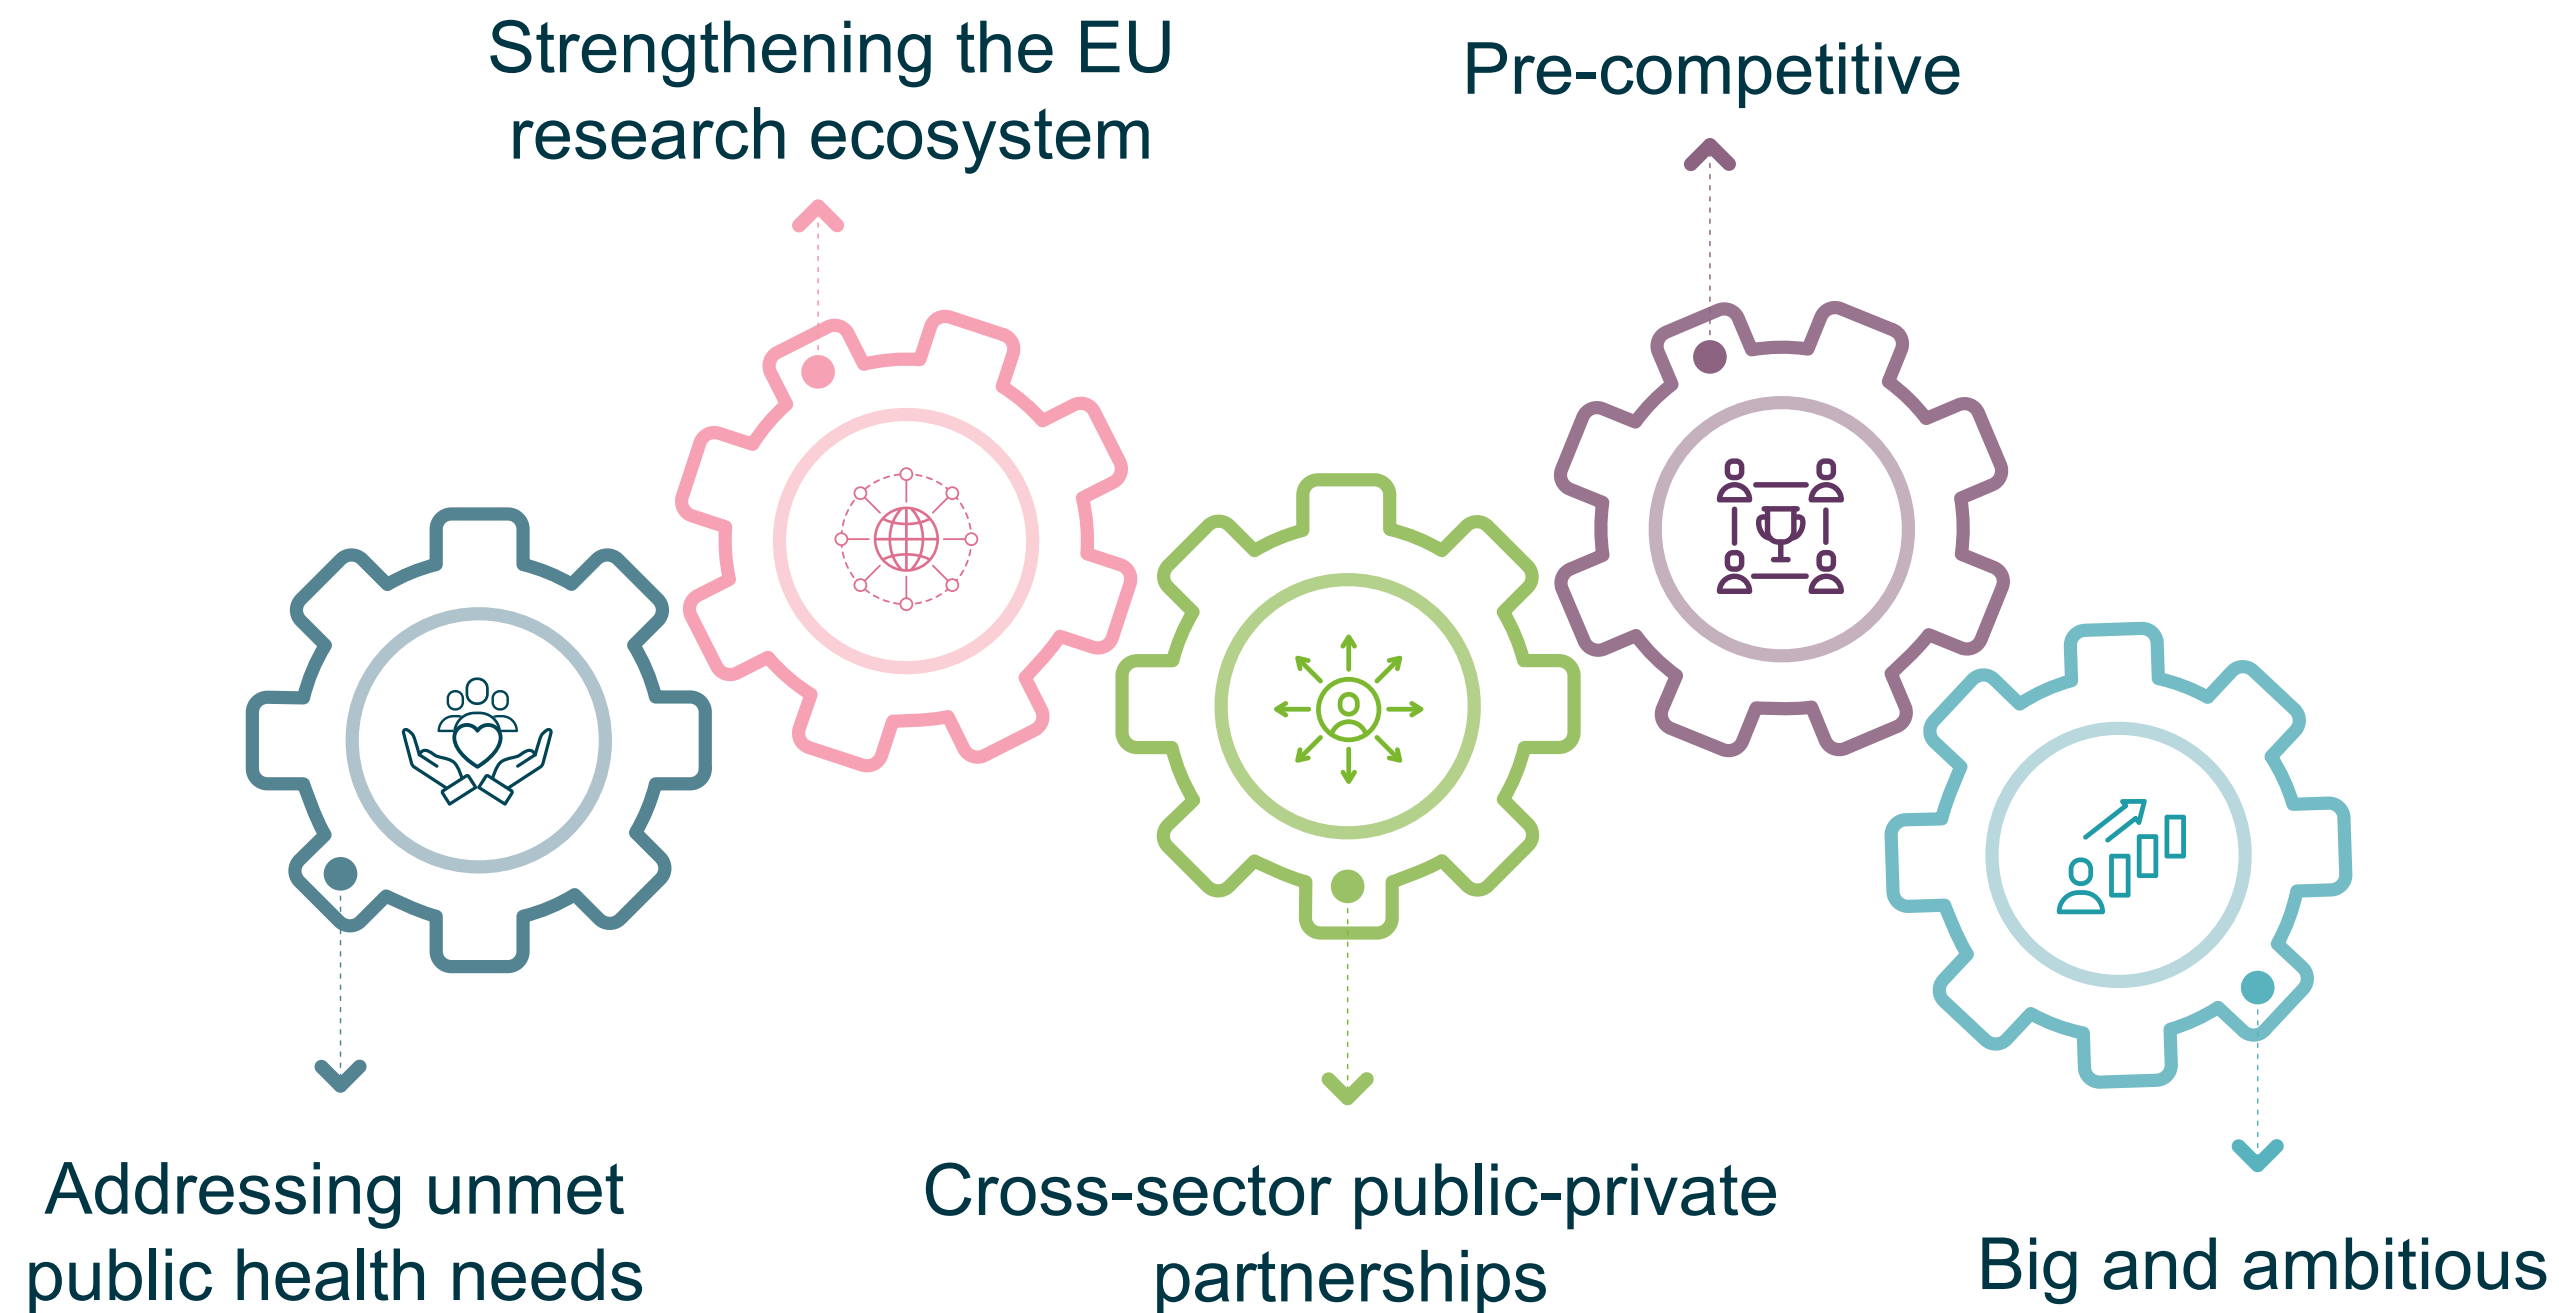 Strengthening the EU
research ecosystem
Pre-competitive
Addressing unmet
public health needs
Cross-sector public-private
partnerships
Big and ambitious